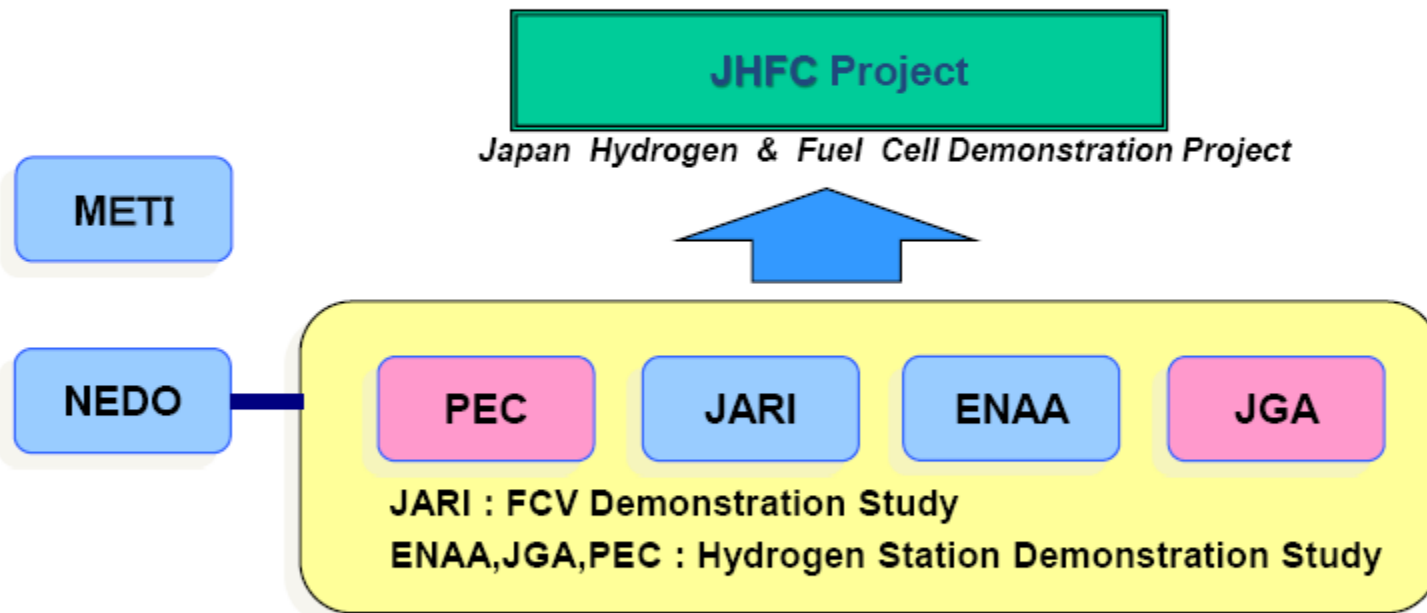 JHFC Project
Japan Hydrogen & Fuel Cell Demonstration Project
METI
NEDO
PEC
JARI
ENAA
JGA
JARI : FCV Demonstration Study
ENAA,JGA,PEC : Hydrogen Station Demonstration Study